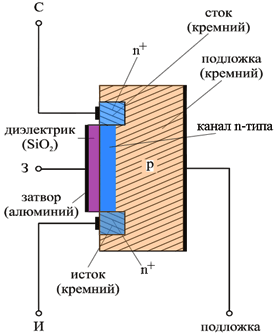 С
n+
сток
(кремний)
подложка
(кремний)
диэлектрик
(SiO2)
канал n-типа
З
p
затвор
(алюминий)
исток
(кремний)
n+
И
подложка